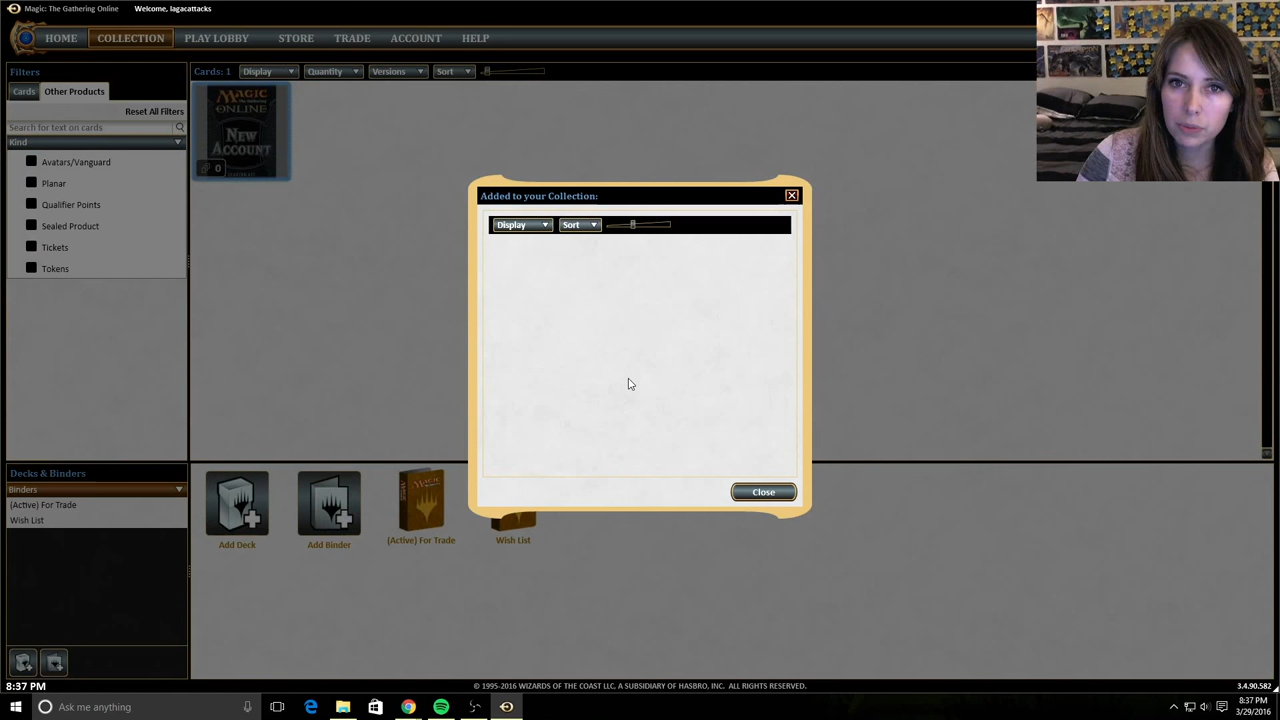 Magic: The Gathering Online Welcome, lagacattacks
HOME COLLECTION PLAY LOBBY STORE TRADE ACCOUNT HELP
Filters
Cards: 1 Display Quantity Versions Sort
Cards Other Products
Reset All Filters
Search for text on cards
Kind
Avatars/Vanguard
Planar
Qualifier Points
Sealed Product
Tickets
Tokens
MAGIC
The Gathering
ONLINE
NEW
ACCOUNT
0
Added to your Collection:
Display Sort
Close
Decks & Binders
Binders
(Active) For Trade
Wish List
Add Deck
Add Binder
(Active) For Trade
Wish List
8:37 PM
© 1995-2016 WIZARDS OF THE COAST LLC, A SUBSIDIARY OF HASBRO, INC. ALL RIGHTS RESERVED.
3.4.90.582
Ask me anything
8:37 PM
3/29/2016